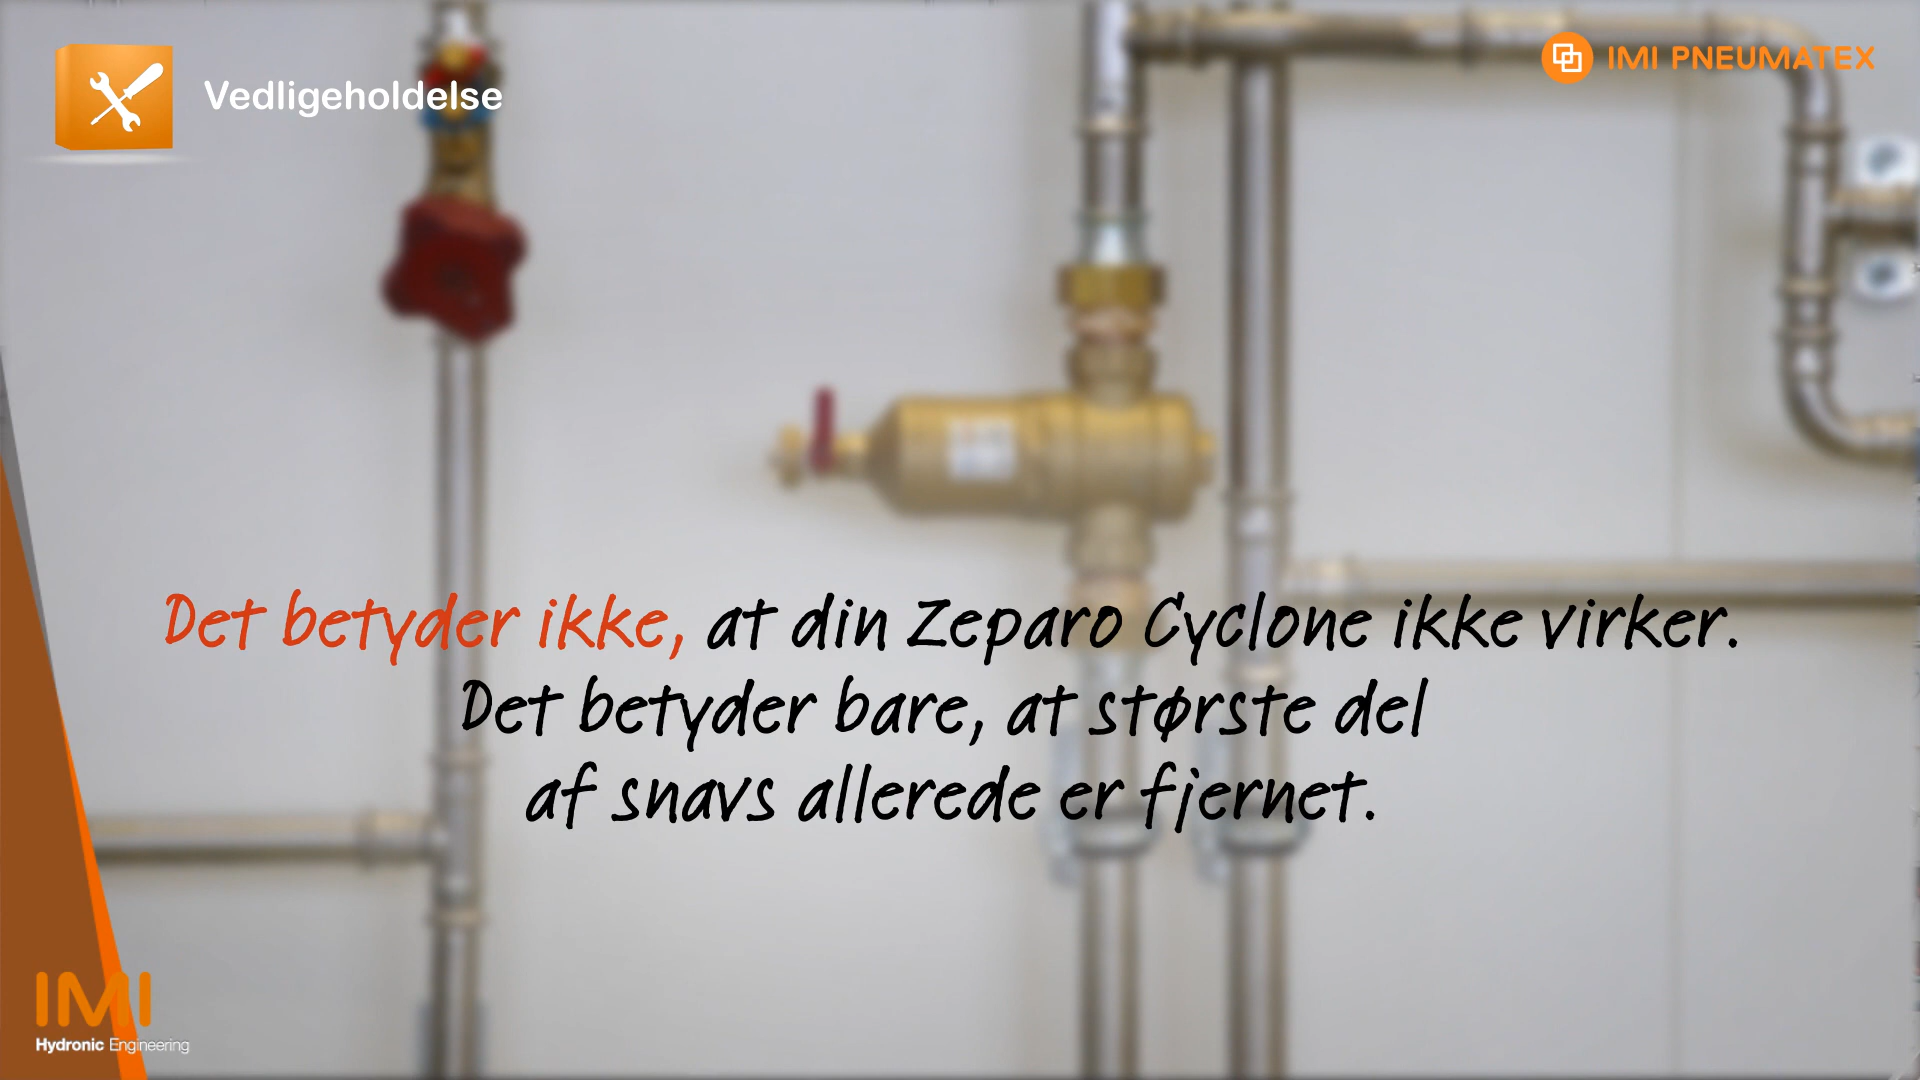 Vedligeholdelse
IMI PNEUMATEX
Det betyder ikke, at din Zeparo Cyclone ikke virker.
Det betyder bare, at største del
af snavs allerede er fjernet.
IMI
Hydronic Engineering